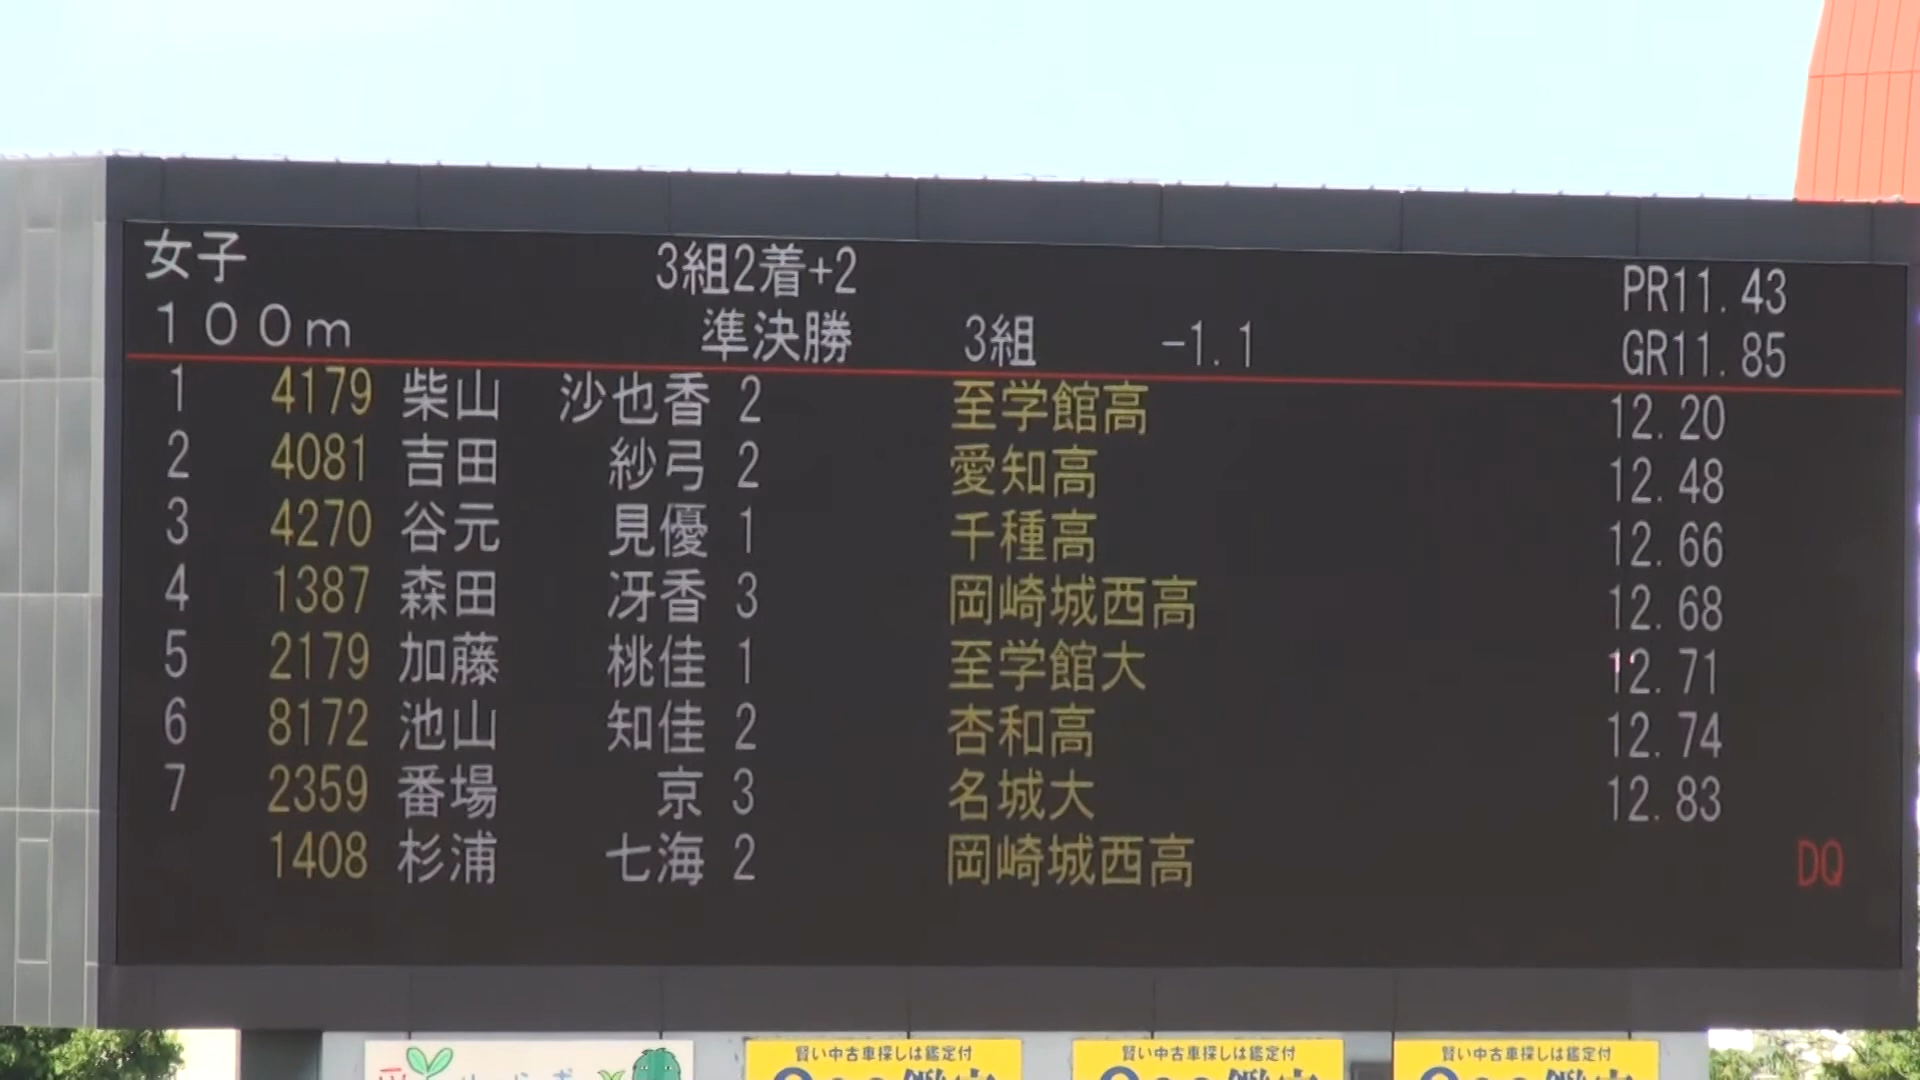 女子 3組2着+2 PR11.43
100m 準決勝 3組 -1.1 GR11.85
1 4179 柴山 沙也香 2 至学館高 12.20
2 4081 吉田 紗弓 2 愛知高 12.48
3 4270 谷元 見優 1 千種高 12.66
4 1387 森田 冴香 3 岡崎城西高 12.68
5 2179 加藤 桃佳 1 至学館大 12.71
6 8172 池山 知佳 2 杏和高 12.74
7 2359 番場 京 3 名城大 12.83
1408 杉浦 七海 2 岡崎城西高 DQ
賢い中古車探しは鑑定付 賢い中古車探しは鑑定付 賢い中古車探しは鑑定付